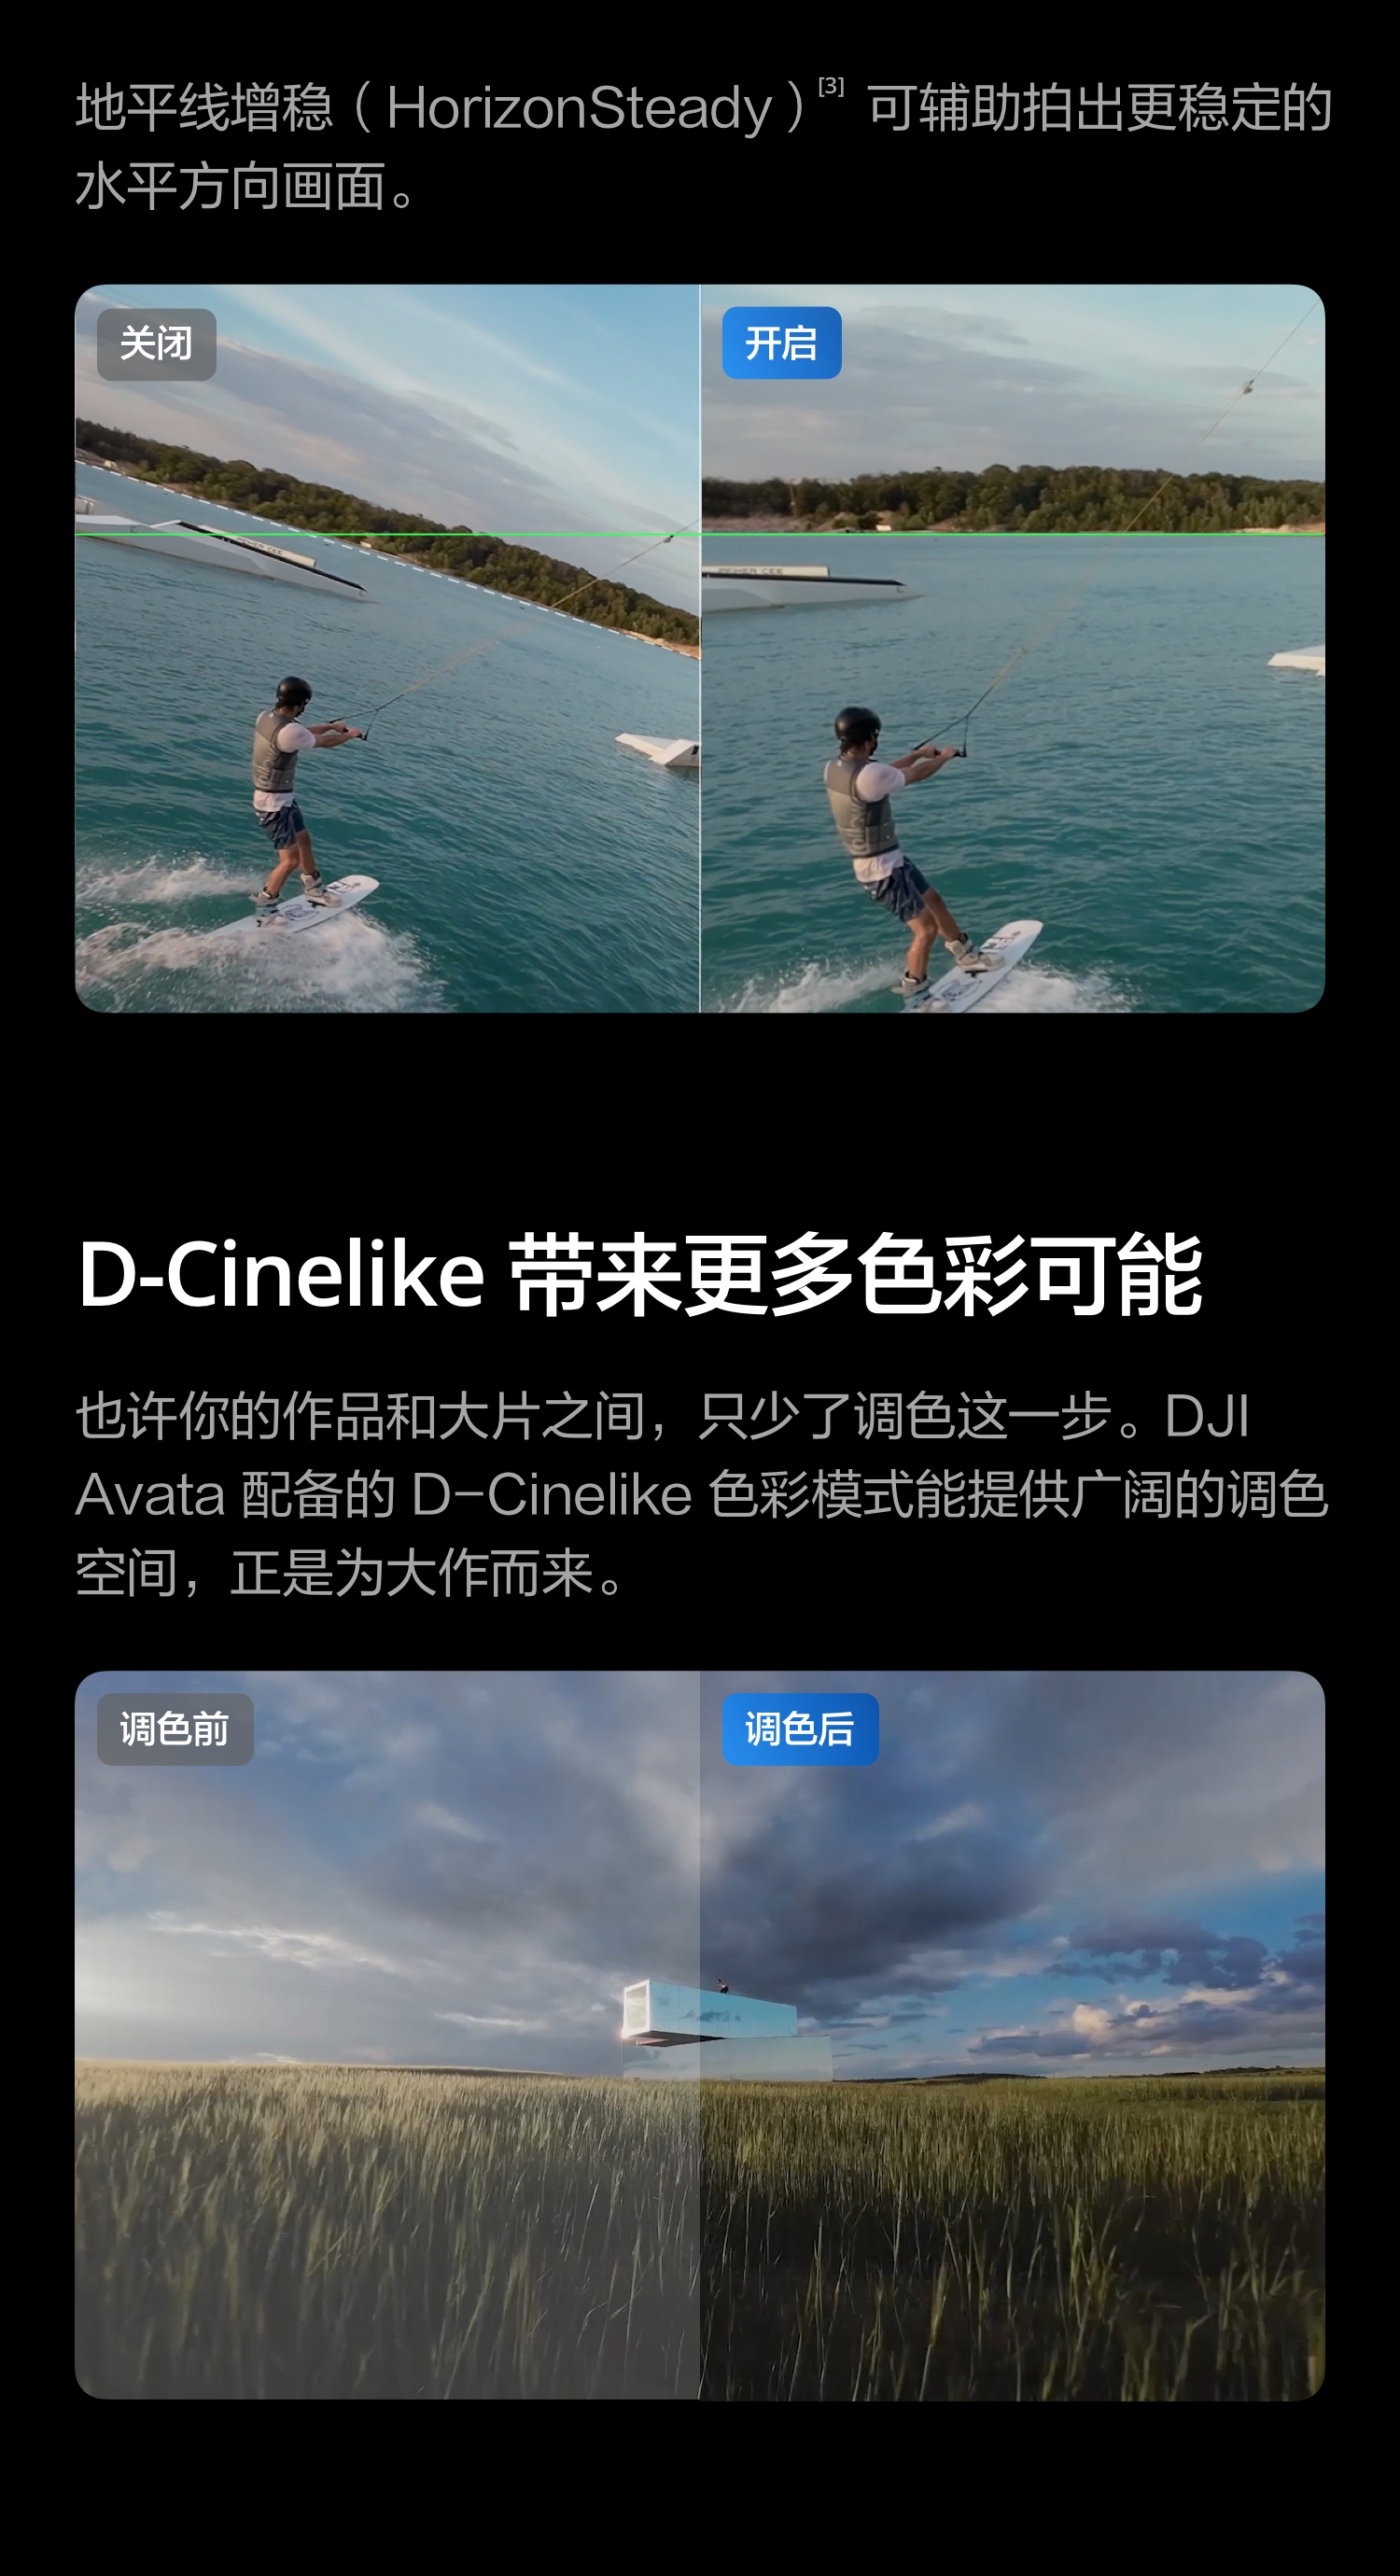 地平线增稳（HorizonSteady）[3] 可辅助拍出更稳定的
水平方向画面。
关闭
开启
D-Cinelike 带来更多色彩可能
也许你的作品和大片之间，只少了调色这一步。DJI
Avata 配备的 D-Cinelike 色彩模式能提供广阔的调色
空间，正是为大作而来。
调色前
调色后